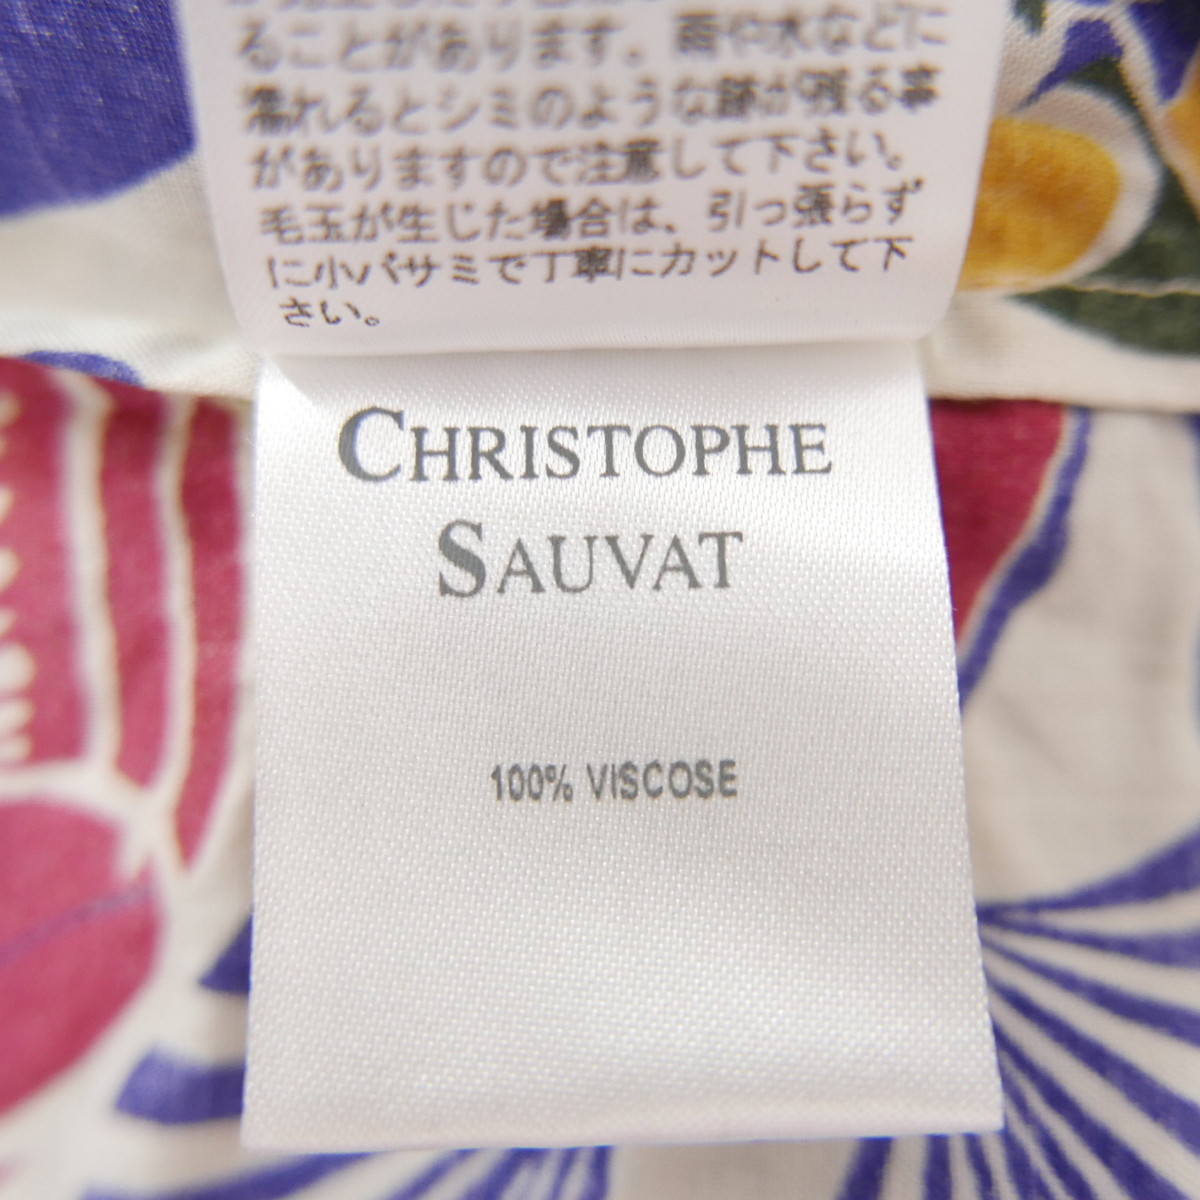 ることがあります。雨や水などに
濡れるとシミのような跡が残る事
がありますので注意して下さい。
毛玉が生じた場合は、引っ張らず
に小バサミで丁寧にカットして下
さい。
CHRISTOPHE
SAUVAT
100% VISCOSE